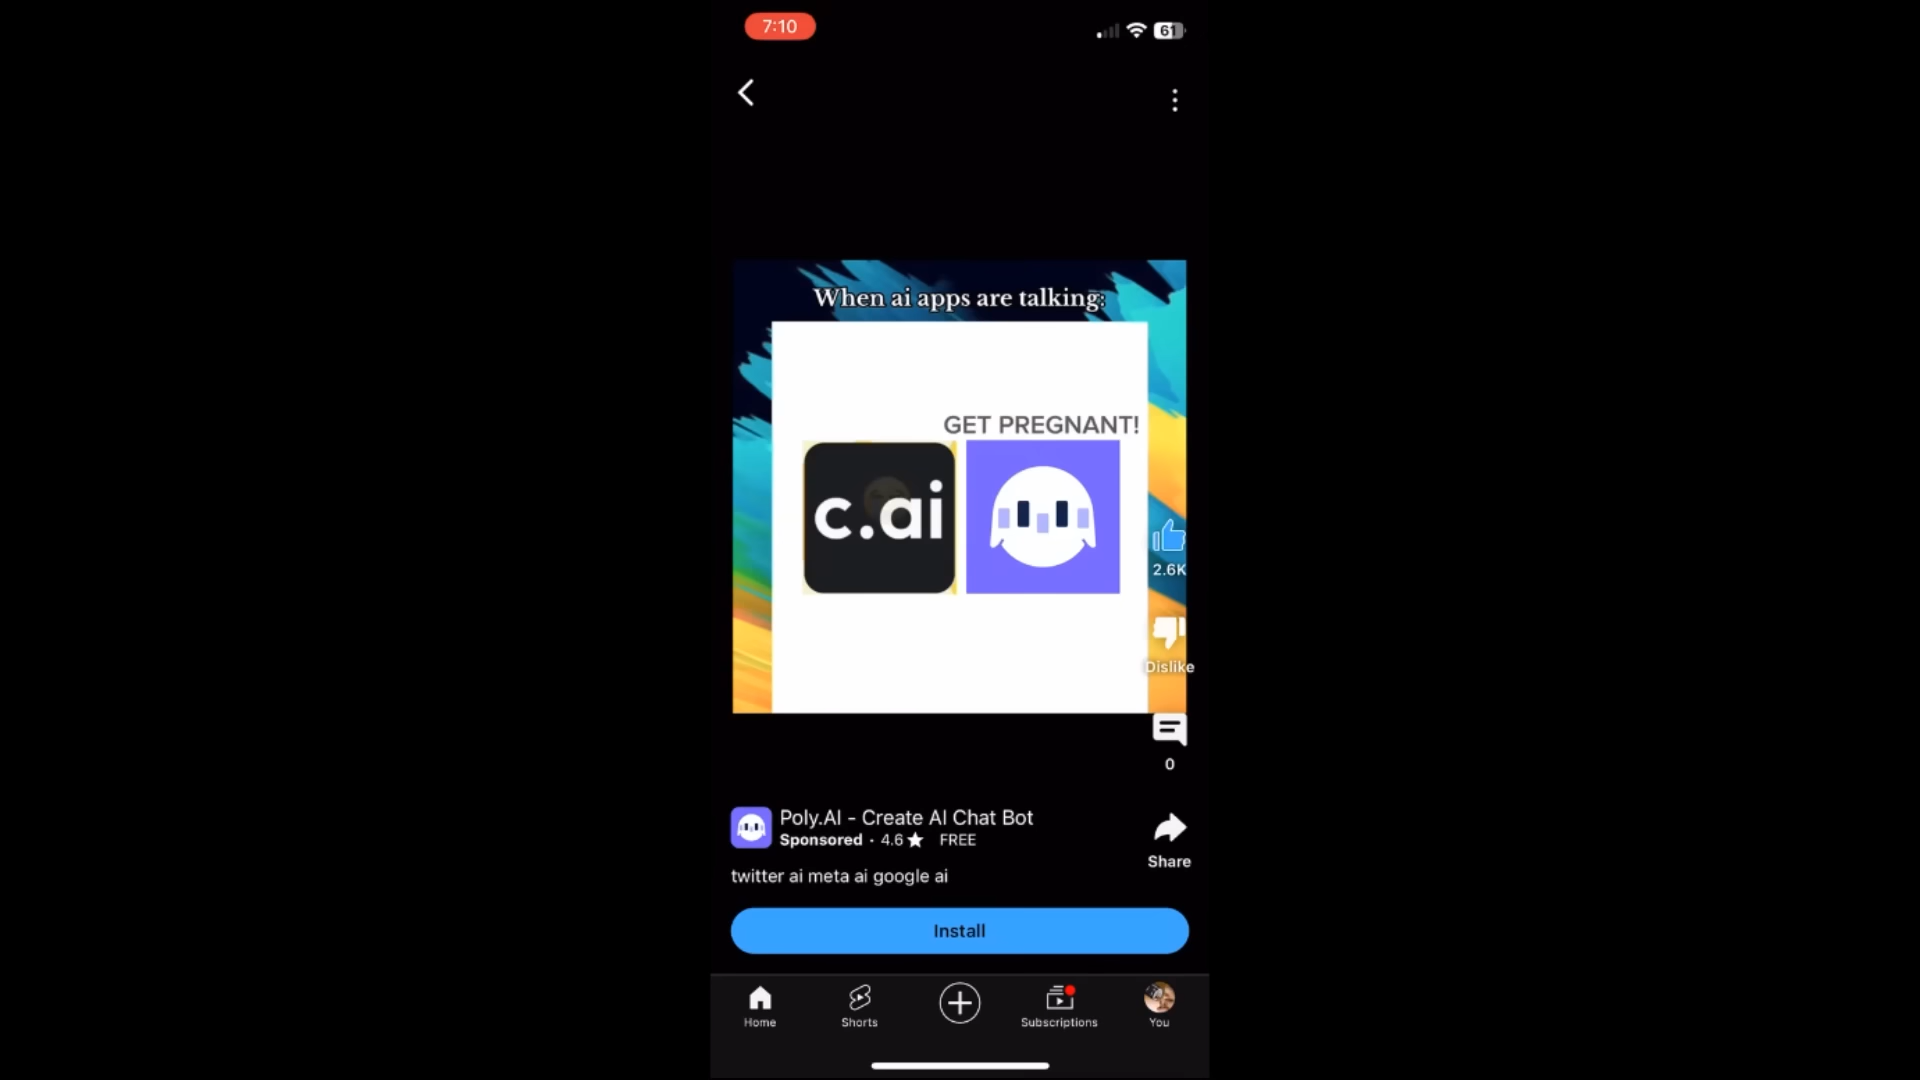 7:10
61
When ai apps are talking:
GET PREGNANT!
c.ai
2.6K
Dislike
0
Poly.AI - Create AI Chat Bot
Sponsored · 4.6★ FREE
Share
twitter ai meta ai google ai
Install
Home
Shorts
Subscriptions
You